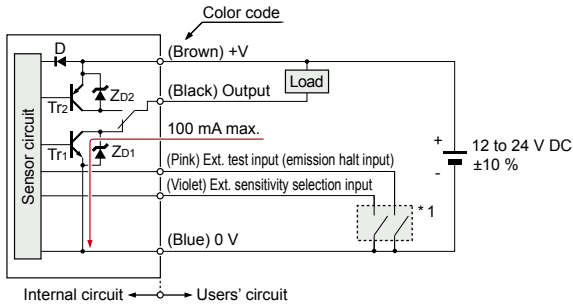 Color code
D
(Brown) +V
Load
(Black) Output
ZD2
Tr2
100 mA max.
Sensor circuit
ZD1
Tr1
(Pink) Ext. test input (emission halt input)
(Violet) Ext. sensitivity selection input
+
12 to 24 V DC
±10 %
-
* 1
(Blue) 0 V
Internal circuit
Users' circuit